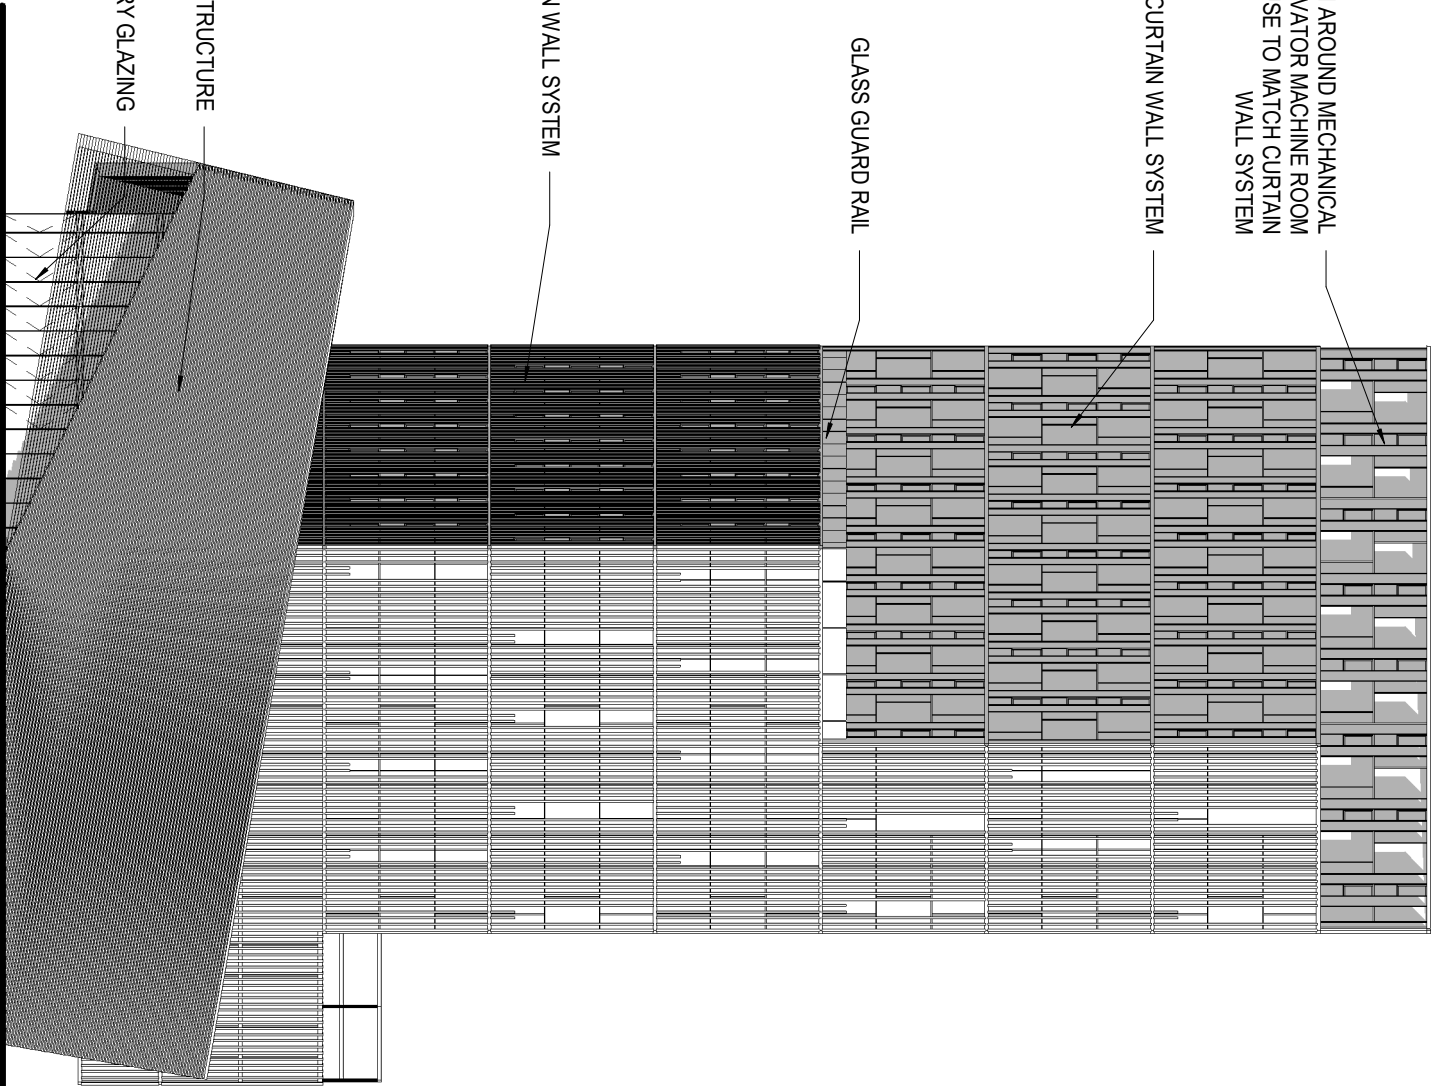 AROUND MECHANICAL
VATOR MACHINE ROOM
SE TO MATCH CURTAIN
WALL SYSTEM
CURTAIN WALL SYSTEM
GLASS GUARD RAIL
N WALL SYSTEM
TRUCTURE
RY GLAZING